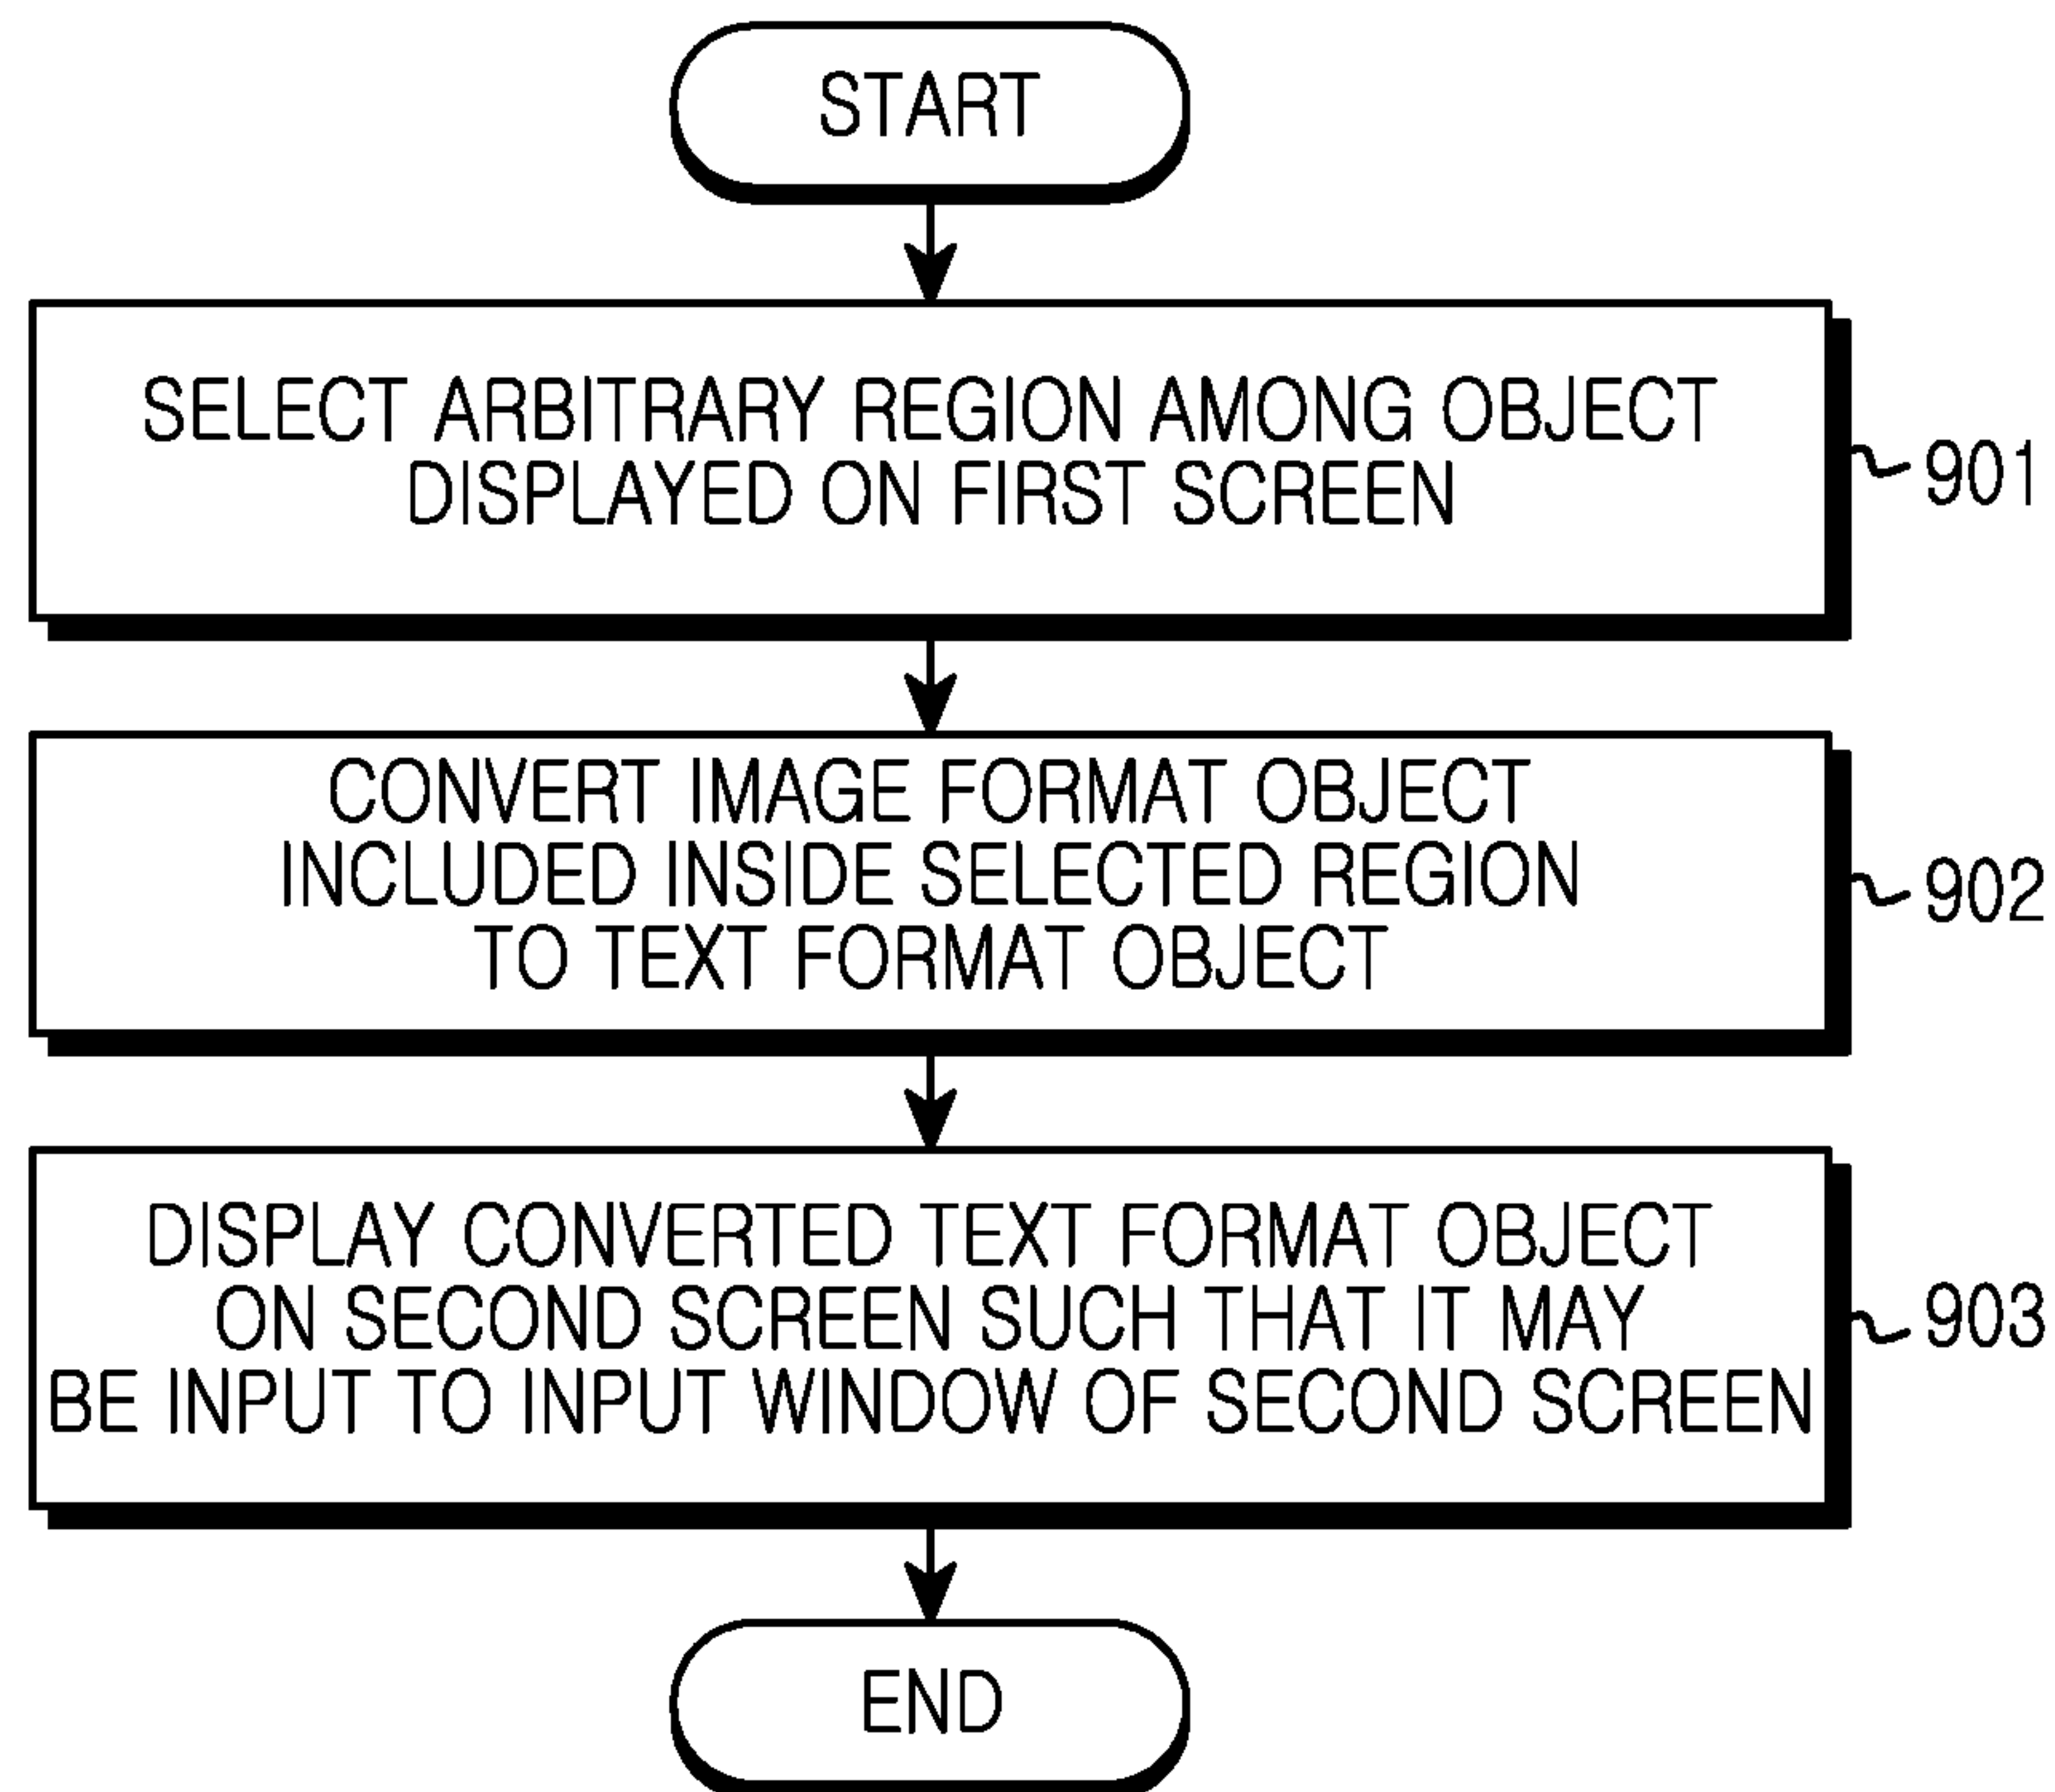 START
SELECT ARBITRARY REGION AMONG OBJECT
DISPLAYED ON FIRST SCREEN
901
CONVERT IMAGE FORMAT OBJECT
INCLUDED INSIDE SELECTED REGION
TO TEXT FORMAT OBJECT
902
DISPLAY CONVERTED TEXT FORMAT OBJECT
ON SECOND SCREEN SUCH THAT IT MAY
BE INPUT TO INPUT WINDOW OF SECOND SCREEN
903
END